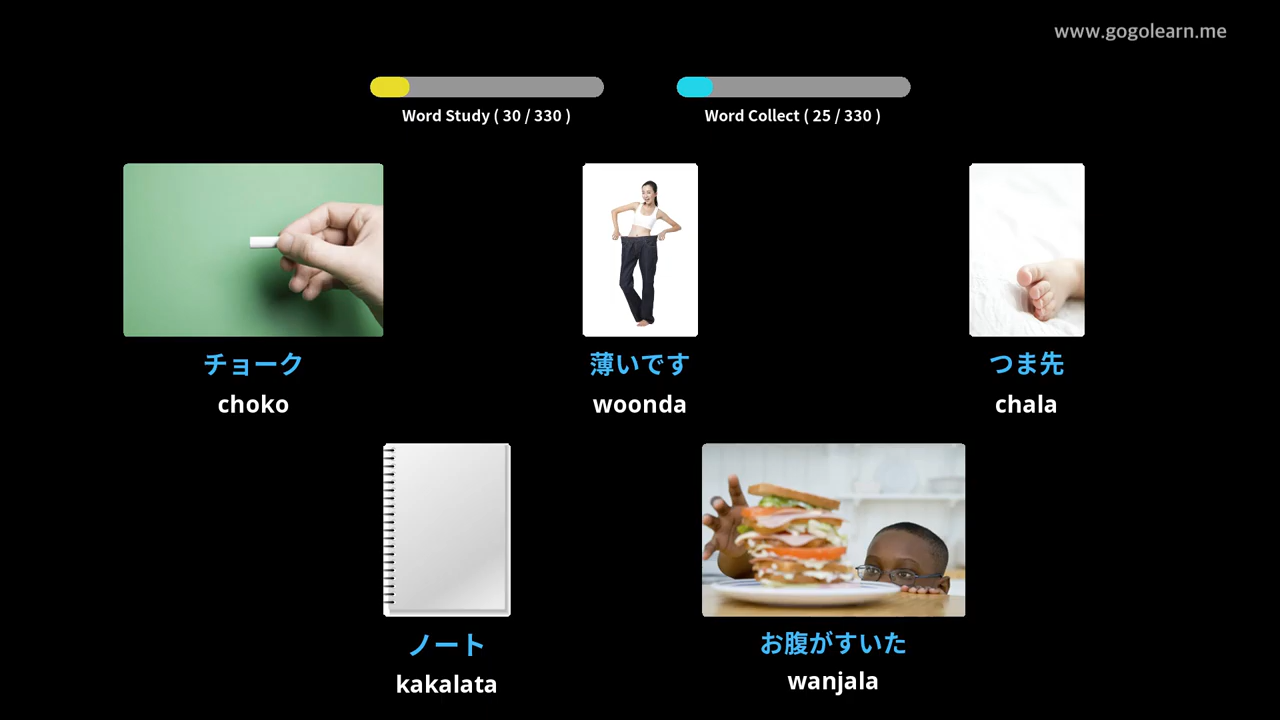 www.gogolearn.me
Word Study ( 30 / 330 )
Word Collect ( 25 / 330 )
チョーク
choko
薄いです
woonda
つま先
chala
ノート
kakalata
お腹がすいた
wanjala